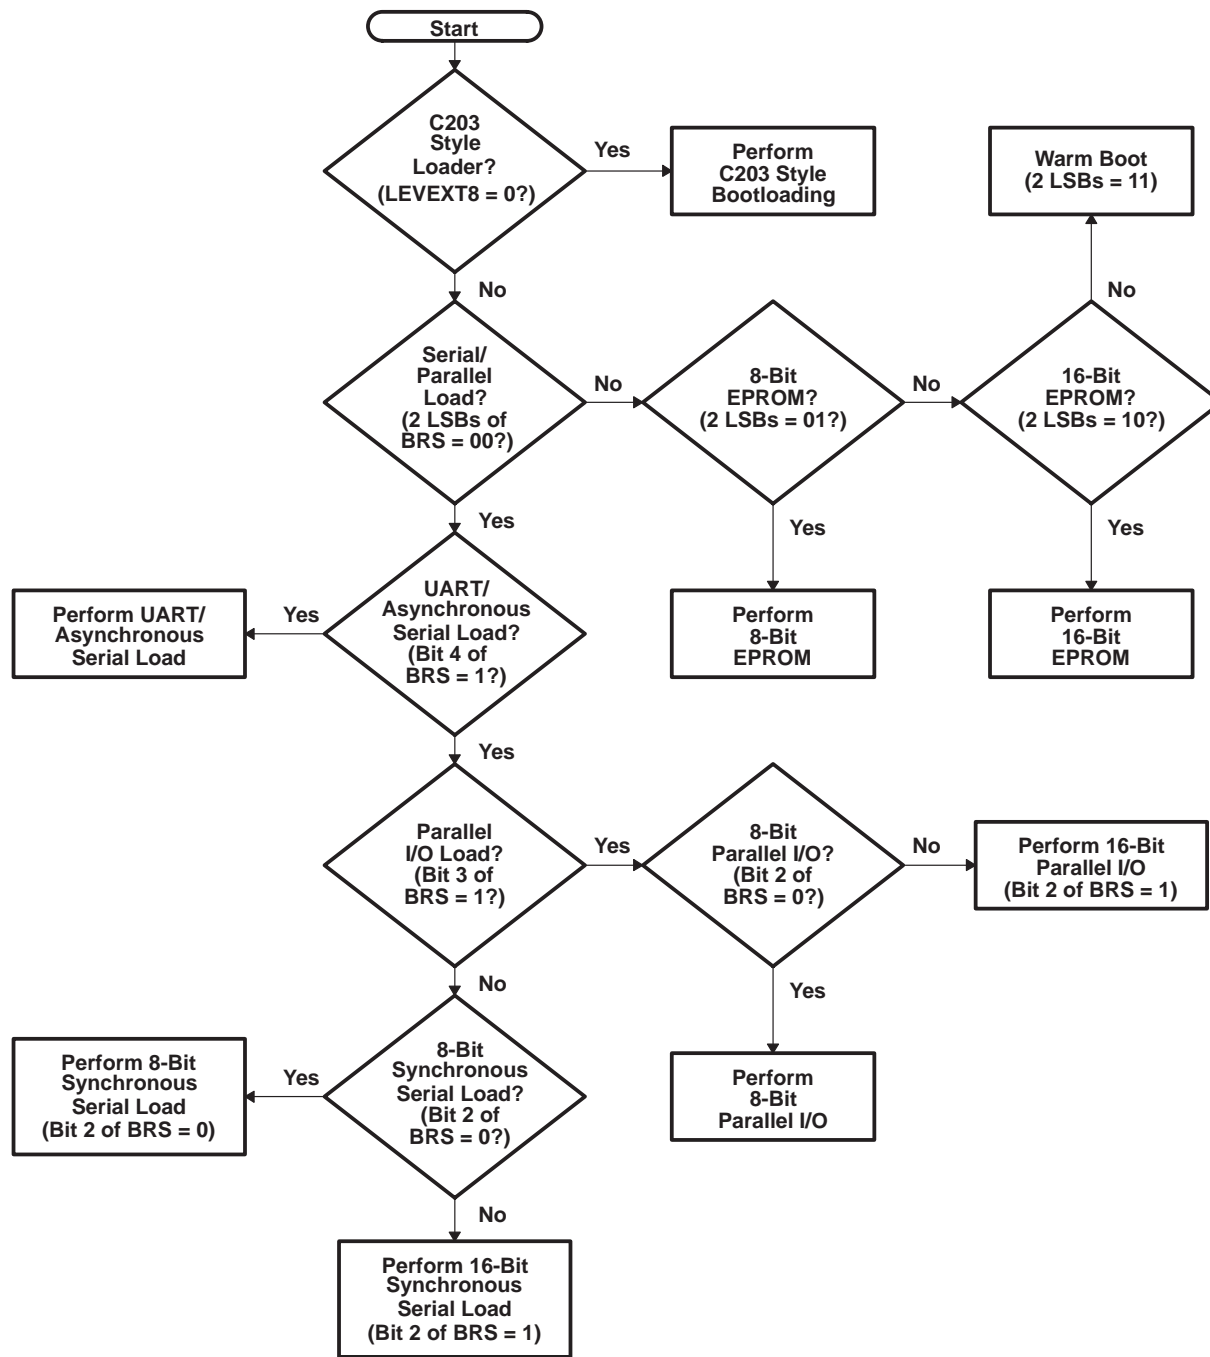 Start
C203
Style
Loader?
(LEVEXT8 = 0?)
Yes
Perform
C203 Style
Bootloading
Warm Boot
(2 LSBs = 11)
No
No
Serial/
Parallel
Load?
(2 LSBs of
BRS = 00?)
No
8-Bit
EPROM?
(2 LSBs = 01?)
No
16-Bit
EPROM?
(2 LSBs = 10?)
Yes
Yes
Yes
Perform UART/
Asynchronous
Serial Load
Yes
UART/
Asynchronous
Serial Load?
(Bit 4 of
BRS = 1?)
Perform
8-Bit
EPROM
Perform
16-Bit
EPROM
Yes
Parallel
I/O Load?
(Bit 3 of
BRS = 1?)
Yes
8-Bit
Parallel I/O?
(Bit 2 of
BRS = 0?)
No
Perform 16-Bit
Parallel I/O
(Bit 2 of BRS = 1)
No
Yes
Perform 8-Bit
Synchronous
Serial Load
(Bit 2 of BRS = 0)
Yes
8-Bit
Synchronous
Serial Load?
(Bit 2 of
BRS = 0?)
Perform
8-Bit
Parallel I/O
No
Perform 16-Bit
Synchronous
Serial Load
(Bit 2 of BRS = 1)